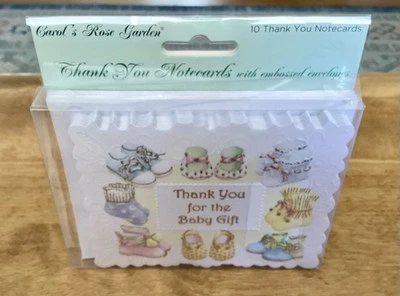 Carol's Rose Garden®
10 Thank You Notecards
Thank You Notecards with embossed envelopes
Thank You
for the
Baby Gift